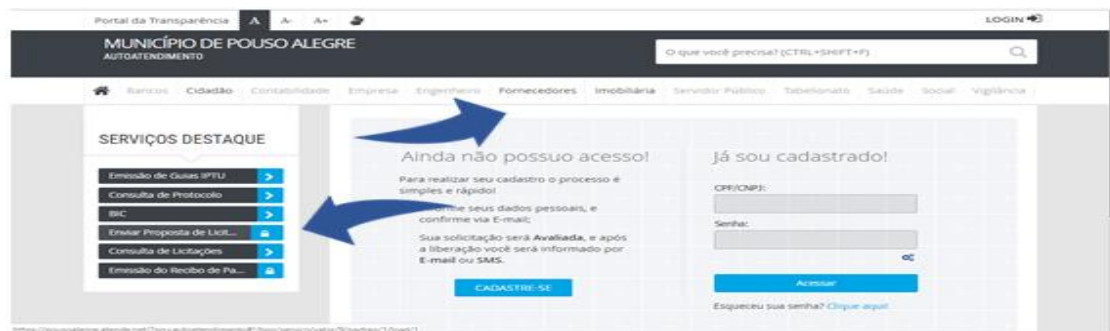 Portal da Transparência A A- A+ LOGIN
MUNICÍPIO DE POUSO ALEGRE
AUTOATENDIMENTO
O que você precisa? (CTRL+SHIFT+F)
Bancos Cidadão Contabilidade Empresa Engenheiro Fornecedores Imobiliária Servidor Público Tabelionato Saúde Social Vigilância
SERVIÇOS DESTAQUE
Emissão de Guias IPTU
Consulta de Protocolo
BIC
Enviar Proposta de Licit...
Consulta de Licitações
Emissão do Recibo de Pa...
Ainda não possuo acesso!
Para realizar seu cadastro o processo é
simples e rápido!
seus dados pessoais, e
confirme via E-mail;
Sua solicitação será Avaliada, e após
a liberação você será informado por
E-mail ou SMS.
CADASTRE-SE
Já sou cadastrado!
CPF/CNPJ:
Senha:
Acessar
Esqueceu sua senha? Clique aqui!